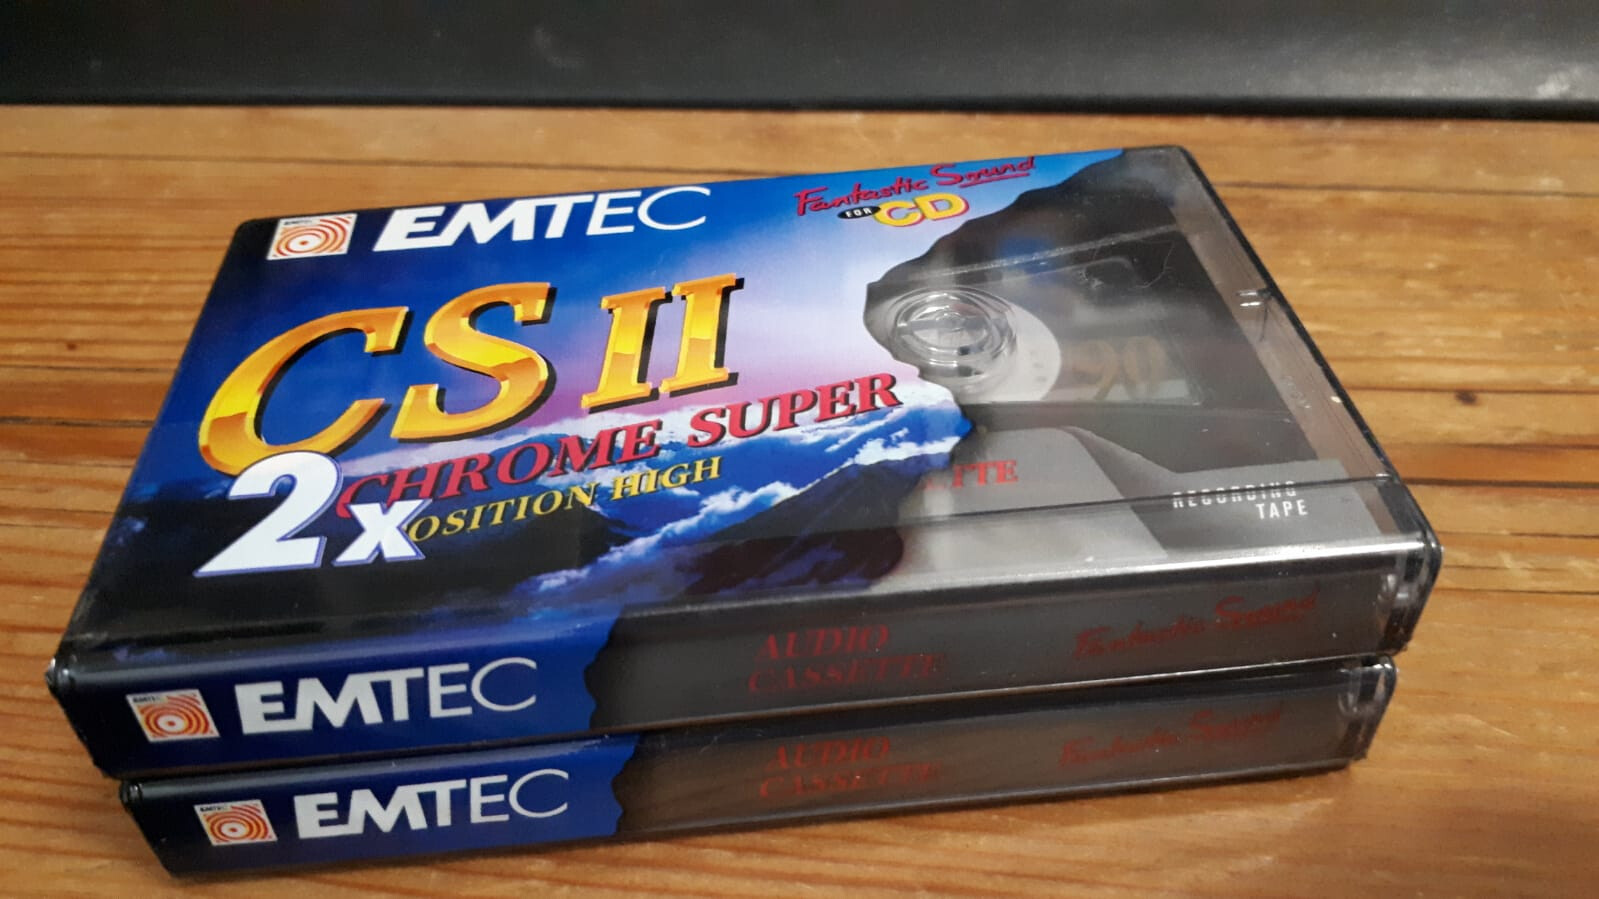 EMTEC
Fantastic Sound
FOR CD
CS II
CHROME SUPER
2x
POSITION HIGH
90
RECORDING
TAPE
EMTEC
AUDIO
CASSETTE
Fantastic Sound
EMTEC
AUDIO
CASSETTE
Fantastic Sound